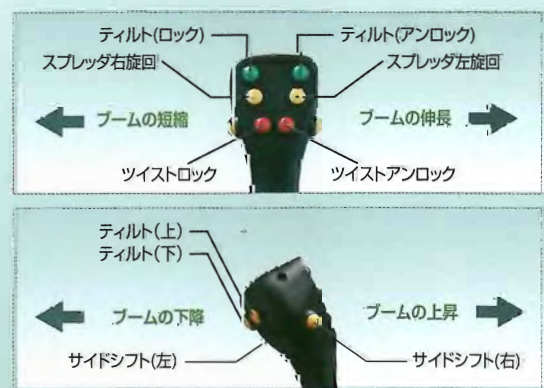 ティルト(ロック)
ティルト(アンロック)
スプレッダ右旋回
スプレッダ左旋回
ブームの短縮
ブームの伸長
ツイストロック
ツイストアンロック
ティルト(上)
ティルト(下)
ブームの下降
ブームの上昇
サイドシフト(左)
サイドシフト(右)